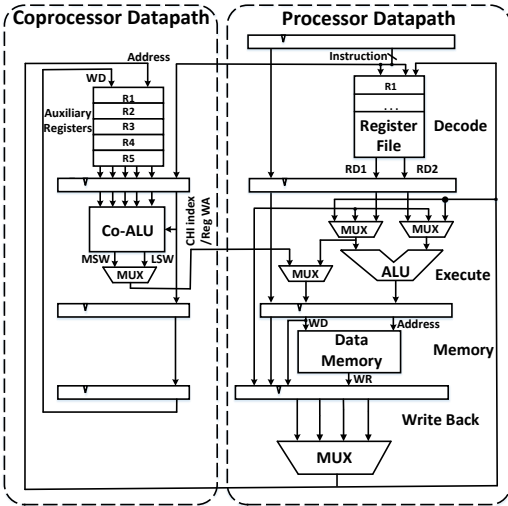 Coprocessor Datapath
Processor Datapath
Address
WD
Instruction
R1
R2
R3
R4
R5
Auxiliary
Registers
R1
...
Register
File
Decode
RD1
RD2
CHI index
/Reg WA
Co-ALU
MSW
LSW
MUX
MUX
MUX
MUX
ALU
Execute
WD
Address
Data
Memory
Memory
WR
Write Back
MUX